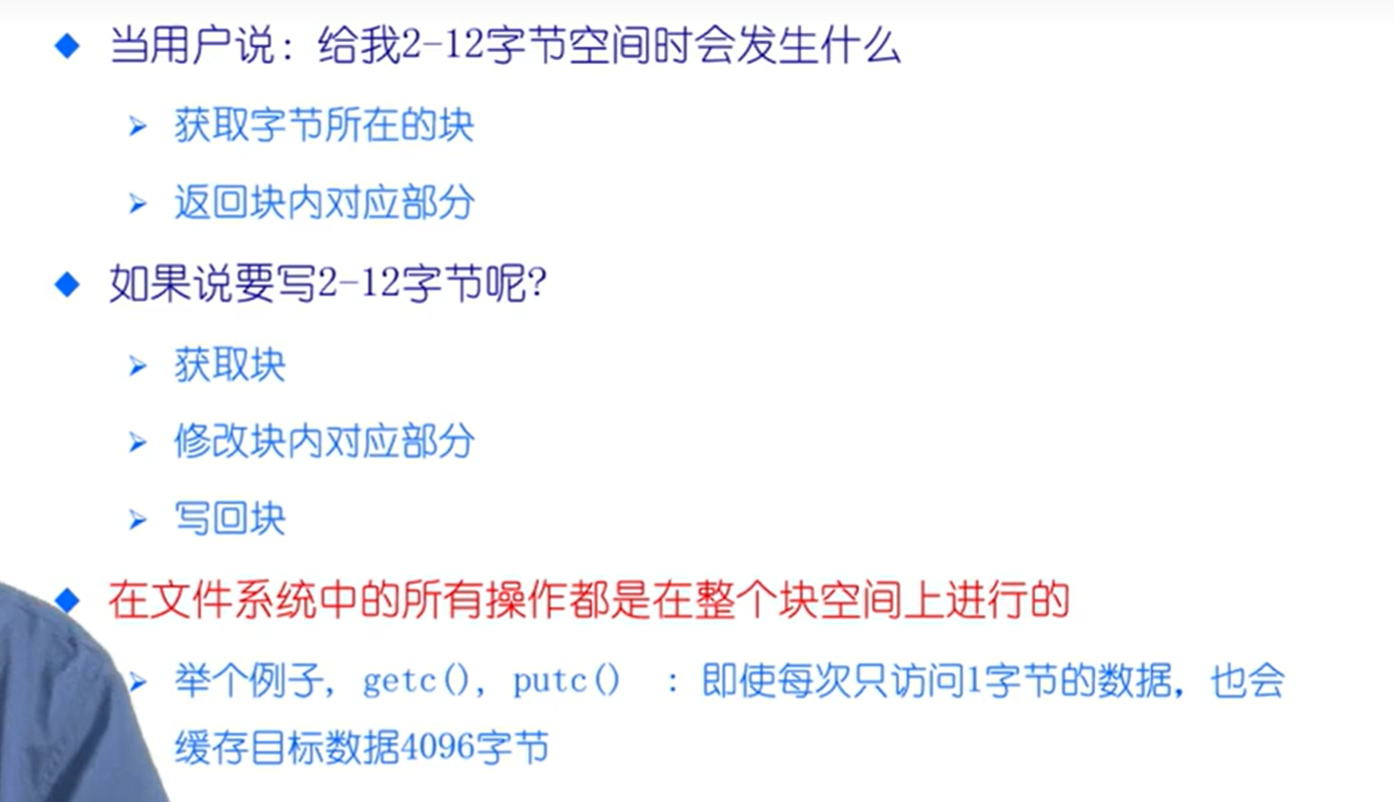 当用户说：给我2-12字节空间时会发生什么
获取字节所在的块
返回块内对应部分
如果说要写2-12字节呢?
获取块
修改块内对应部分
写回块
在文件系统中的所有操作都是在整个块空间上进行的
举个例子, getc(), putc() : 即使每次只访问1字节的数据，也会
缓存目标数据4096字节